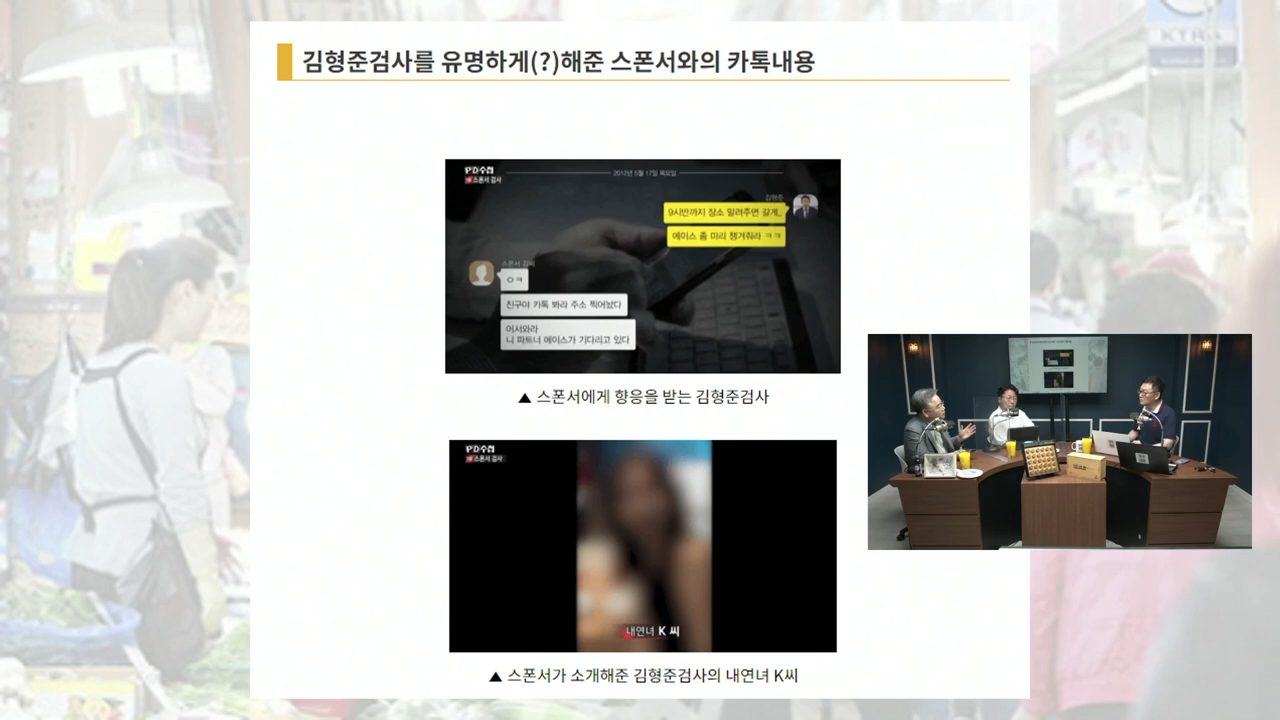 김형준검사를 유명하게(?)해준 스폰서와의 카톡내용
KTRA
PD수첩
스폰서 검사
2012년 5월 17일 목요일
김형준
9시반까지 장소 알려주면 갈게..
에이스 좀 미리 챙겨줘라 ㅋㅋ
스폰서 김씨
ㅇㅋ
친구야 카톡 봐라 주소 찍어놨다
어서와라
니 파트너 에이스가 기다리고 있다
▲ 스폰서에게 향응을 받는 김형준검사
PD수첩
스폰서 검사
내연녀 K 씨
▲ 스폰서가 소개해준 김형준검사의 내연녀 K씨